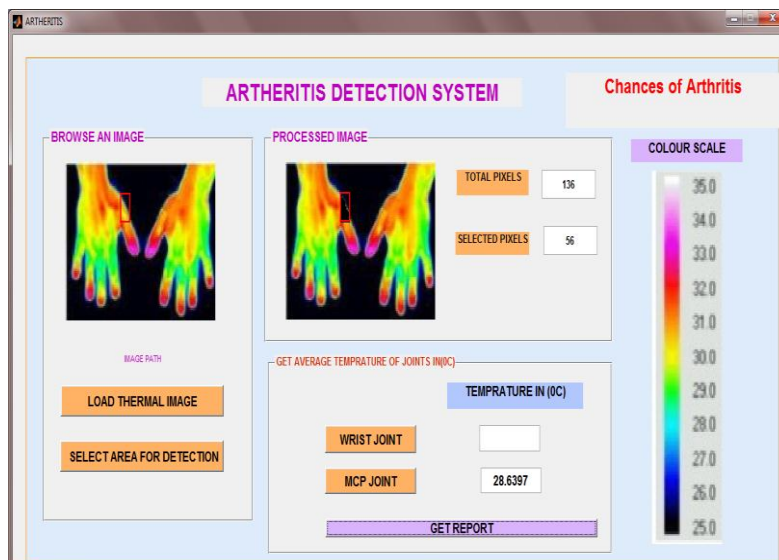 ARTHERITIS
ARTHERITIS DETECTION SYSTEM
Chances of Arthritis
BROWSE AN IMAGE
IMAGE PATH
LOAD THERMAL IMAGE
SELECT AREA FOR DETECTION
PROCESSED IMAGE
TOTAL PIXELS 136
SELECTED PIXELS 56
GET AVERAGE TEMPRATURE OF JOINTS IN(0C)
TEMPRATURE IN (0C)
WRIST JOINT
MCP JOINT 28.6397
GET REPORT
COLOUR SCALE
35.0
34.0
33.0
32.0
31.0
30.0
29.0
28.0
27.0
26.0
25.0